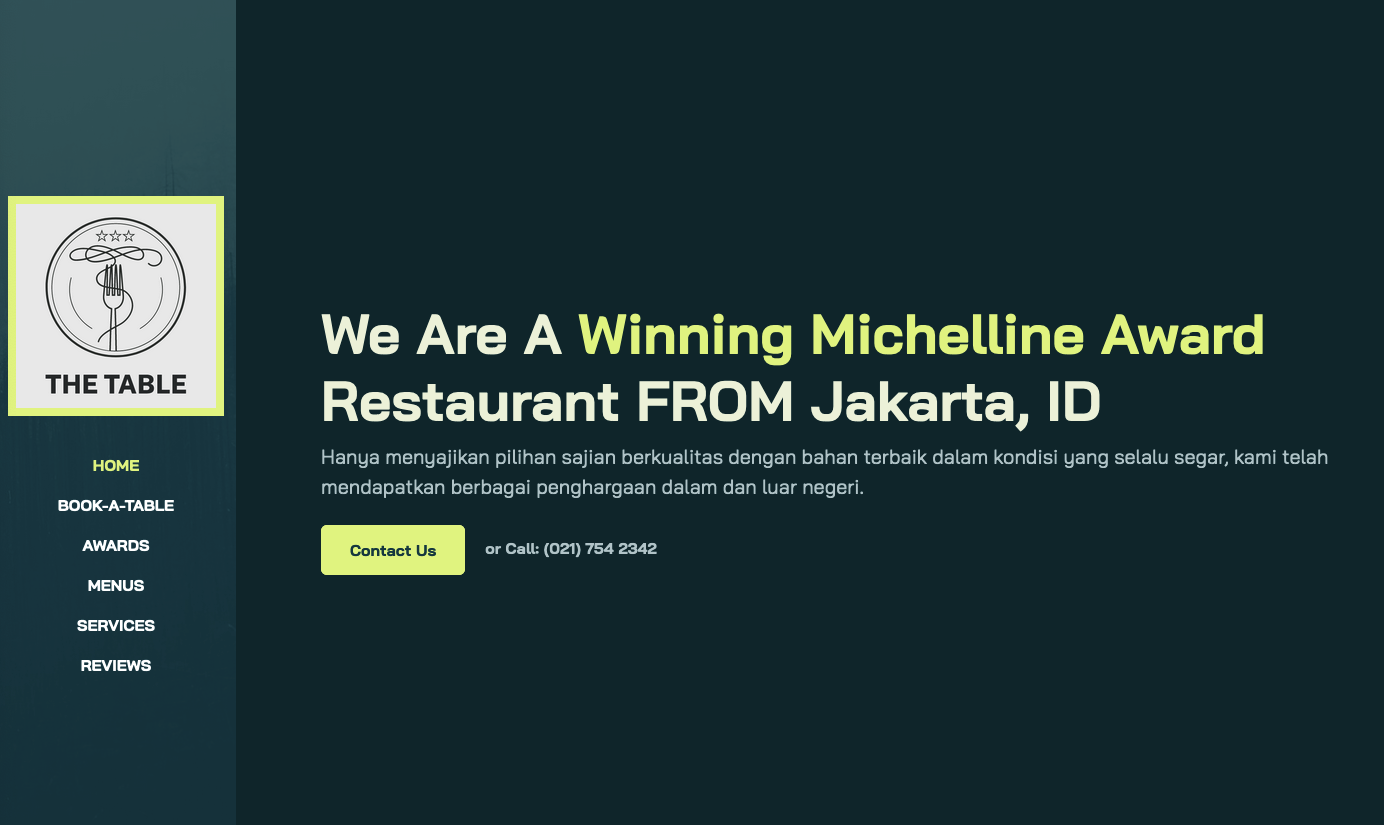 THE TABLE
HOME
BOOK-A-TABLE
AWARDS
MENUS
SERVICES
REVIEWS
We Are A Winning Michelline Award
Restaurant FROM Jakarta, ID
Hanya menyajikan pilihan sajian berkualitas dengan bahan terbaik dalam kondisi yang selalu segar, kami telah
mendapatkan berbagai penghargaan dalam dan luar negeri.
Contact Us
or Call: (021) 754 2342